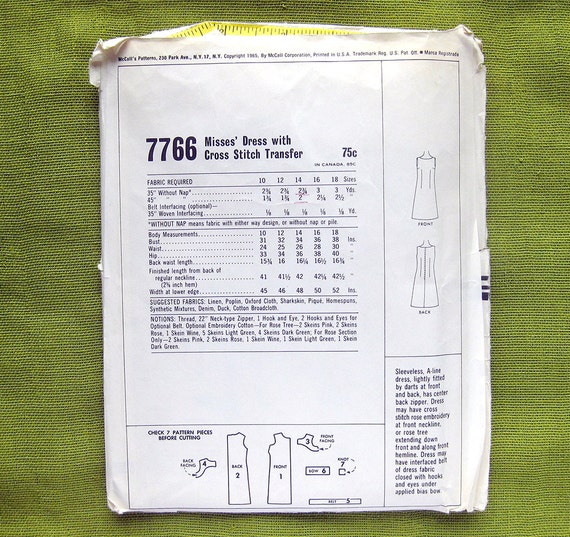 McCall's Patterns, 230 Park Ave., N.Y. 17, N.Y. Copyright 1965, By McCall Corporation, Printed in U.S.A. Trademark Reg. U.S. Pat. Off. ■ Marca Registrada
7766 Misses' Dress with
Cross Stitch Transfer 75c
IN CANADA, 85C
FABRIC REQUIRED 10 12 14 16 18 Sizes
35" Without Nap* 2¾ 2¾ 2¾ 3 3 Yds.
45" " " 1¾ 1¾ 2 2¼ 2½ "
Belt Interfacing (optional)—
35" Woven Interfacing ⅛ ⅛ ⅛ ⅛ ¼ Yd.
*WITHOUT NAP means fabric with either way design, or without nap or pile.
Body Measurements 10 12 14 16 18
Bust 31 32 34 36 38 Ins.
Waist 24 25 26 28 30 "
Hip 33 34 36 38 40 "
Back waist length 15¾ 16 16¼ 16½ 16¾ "
Finished length from back of
regular neckline 41 41½ 42 42¼ 42½ "
(2¾ inch hem)
Width at lower edge 45 46 48 50 52 Ins.
SUGGESTED FABRICS: Linen, Poplin, Oxford Cloth, Sharkskin, Piqué, Homespuns,
Synthetic Mixtures, Denim, Duck, Cotton Broadcloth.
NOTIONS: Thread, 22" Neck-type Zipper, 1 Hook and Eye, 2 Hooks and Eyes for
Optional Belt. Optional Embroidery Cotton—For Rose Tree—2 Skeins Pink, 2 Skeins
Rose, 1 Skein Wine, 5 Skeins Light Green, 4 Skeins Dark Green; For Rose Section
Only—2 Skeins Pink, 2 Skeins Rose, 1 Skein Wine, 1 Skein Light Green, 1 Skein
Dark Green.
FRONT
BACK
Sleeveless, A-line
dress, lightly fitted
by darts at front
and back, has center
back zipper. Dress
may have cross
stitch rose embroidery
at front neckline,
or rose tree
extending down
front and along front
hemline. Dress may
have interfaced belt
of dress fabric
closed with hooks
and eyes under
applied bias bow.
CHECK 7 PATTERN PIECES
BEFORE CUTTING
BACK
FACING
4
BACK
2
FRONT
1
3
FRONT
FACING
BOW 6
KNOT
7
BELT 5